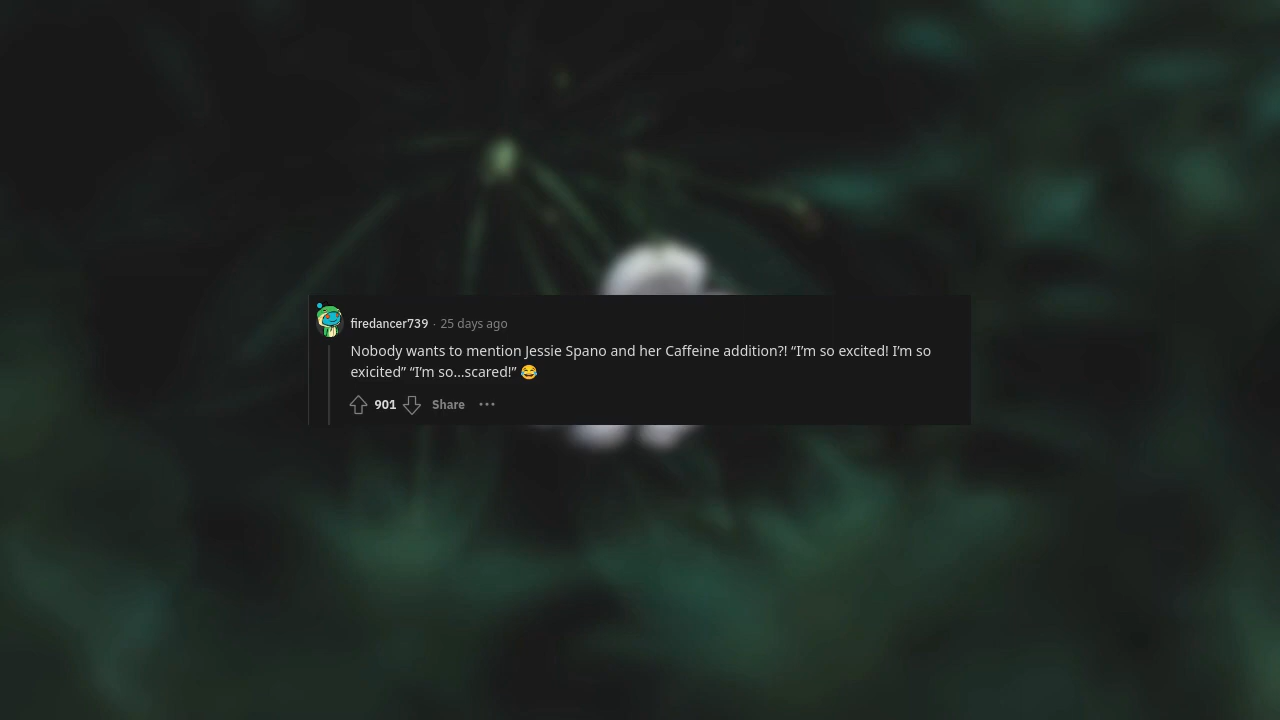 firedancer739 · 25 days ago
Nobody wants to mention Jessie Spano and her Caffeine addition?! “I’m so excited! I’m so
exicited” “I’m so...scared!” 😂
901 Share ···